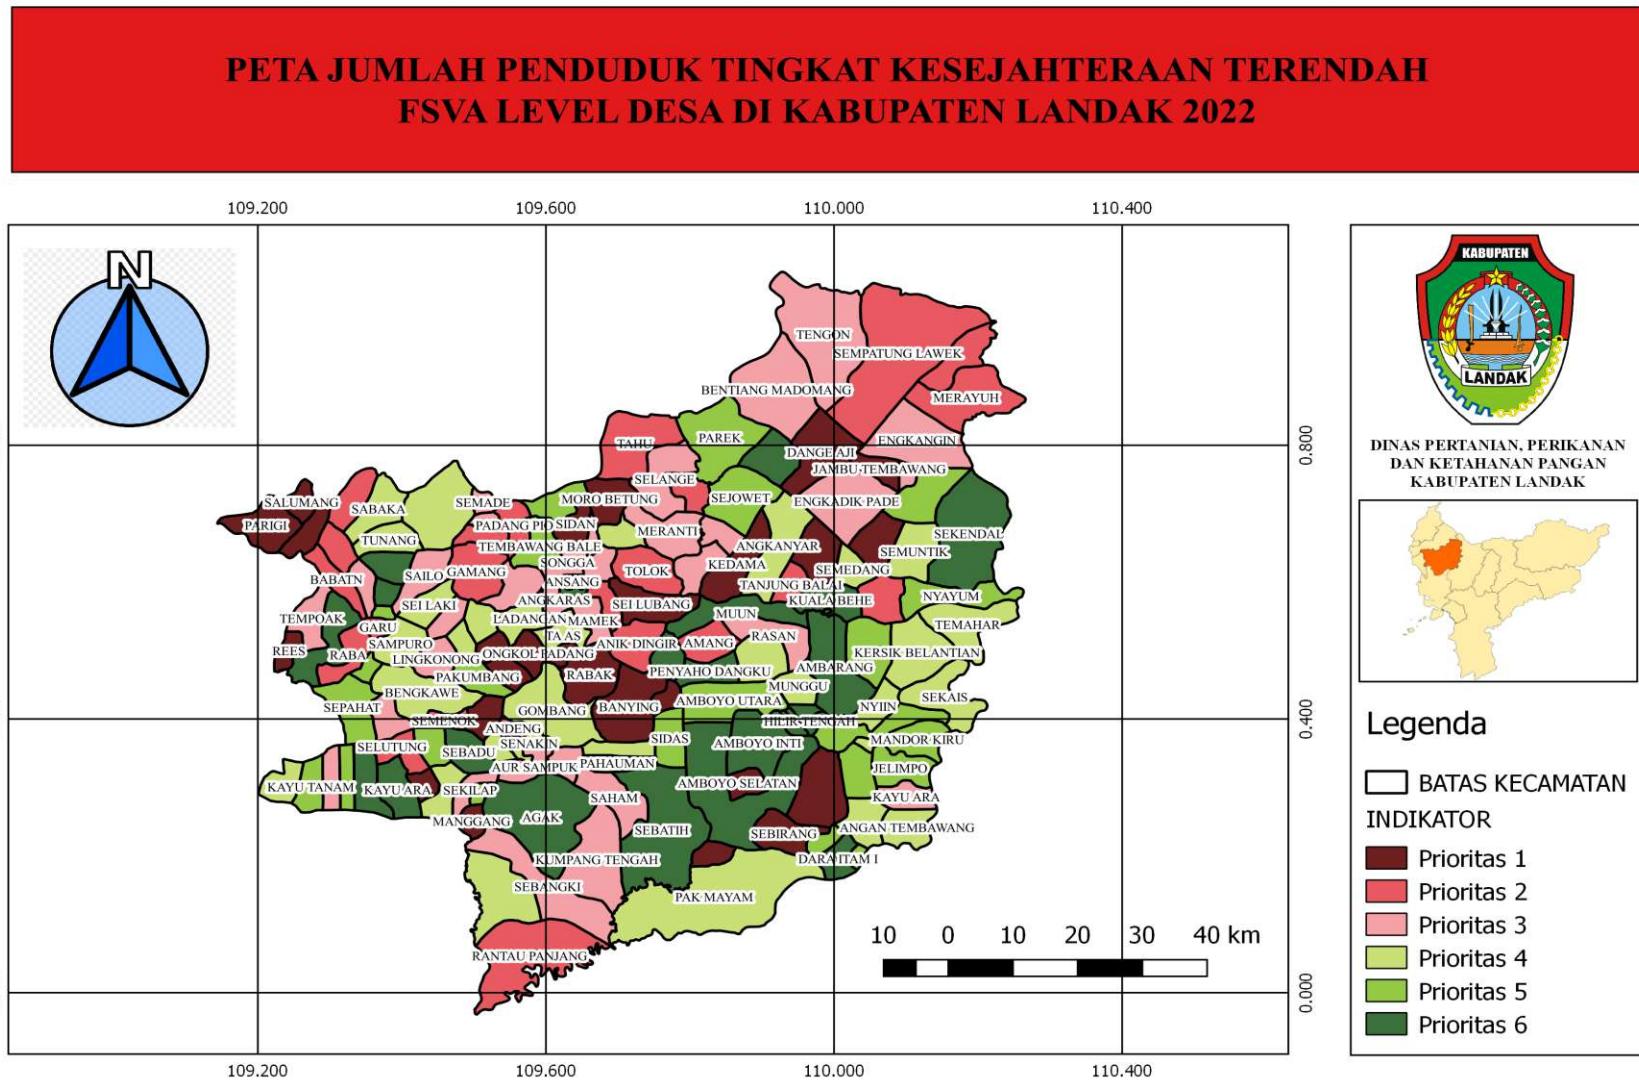 PETA JUMLAH PENDUDUK TINGKAT KESEJAHTERAAN TERENDAH
FSVA LEVEL DESA DI KABUPATEN LANDAK 2022
109.200
109.600
110.000
110.400
N
TENGON
SEMPATUNG LAWEK
BENTIANG MADOMANG
MERAYUH
TAHU
PAREK
ENGKANGIN
DANGE AJI
JAMBU TEMBAWANG
SELANGE
SALUMANG
SABAKA
SEMADE
MORO BETUNG
SEJOWET
ENGKADIK PADE
PARIGI
PADANG PIO
SIDAN
MERANTI
SEKENDAL
TUNANG
TEMBAWANG BALE
ANGKANYAR
SEMUNTIK
SONGGA
KEDAMA
SEMEDANG
BABATN
SAILO
GAMANG
ANSANG
TOLOK
TANJUNG BALAI
NYAYUM
SEI LAKI
ANGKARAS
SEI LUBANG
KUALA BEHE
TEMPOAK
GARU
LADANGAN
MAMEK
MUUN
TEMAHAR
SAMPURO
TA AS
ANIK DINGIR
AMANG
RASAN
REES
RABA
LINGKONONG
ONGKOL PADANG
KERSIK BELANTIAN
PAKUMBANG
RABAK
PENYAHO DANGKU
AMBARANG
BENGKAWE
MUNGGU
SEKAIS
SEPAHAT
GOMBANG
BANYING
AMBOYO UTARA
NYIIN
SEMENOK
ANDENG
HILIR TENGAH
SELUTUNG
SEBADU
SENAKIN
SIDAS
AMBOYO INTI
MANDOR KIRU
AUR SAMPUK
PAHAUMAN
JELIMPO
KAYU TANAM
KAYU ARA
SEKILAP
SAHAM
AMBOYO SELATAN
KAYU ARA
MANGGANG
AGAK
SEBATIH
SEBIRANG
ANGAN TEMBAWANG
KUMPANG TENGAH
DARA ITAM I
SEBANGKI
PAK MAYAM
RANTAU PANJANG
10 0 10 20 30 40 km
0.800
0.400
0.000
109.200
109.600
110.000
110.400
KABUPATEN
LANDAK
DINAS PERTANIAN, PERIKANAN
DAN KETAHANAN PANGAN
KABUPATEN LANDAK
Legenda
BATAS KECAMATAN
INDIKATOR
Prioritas 1
Prioritas 2
Prioritas 3
Prioritas 4
Prioritas 5
Prioritas 6